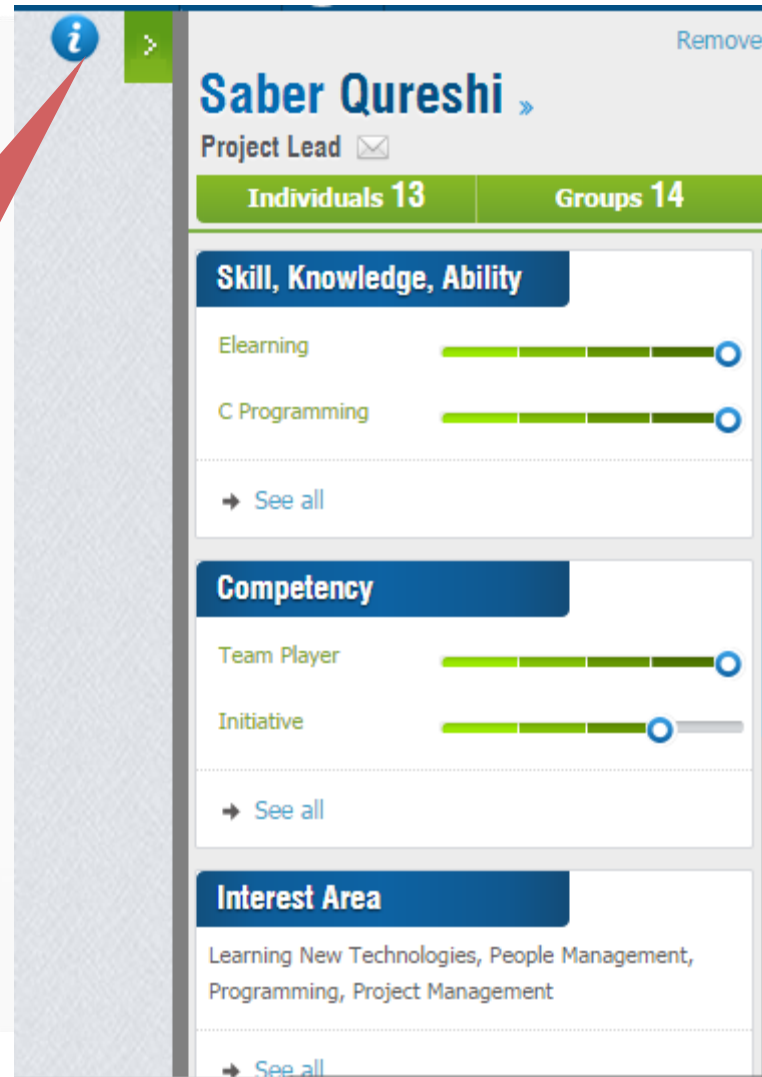 i
>
Remove
Saber Qureshi »
Project Lead
Individuals 13 Groups 14
Skill, Knowledge, Ability
Elearning
C Programming
See all
Competency
Team Player
Initiative
See all
Interest Area
Learning New Technologies, People Management,
Programming, Project Management
See all